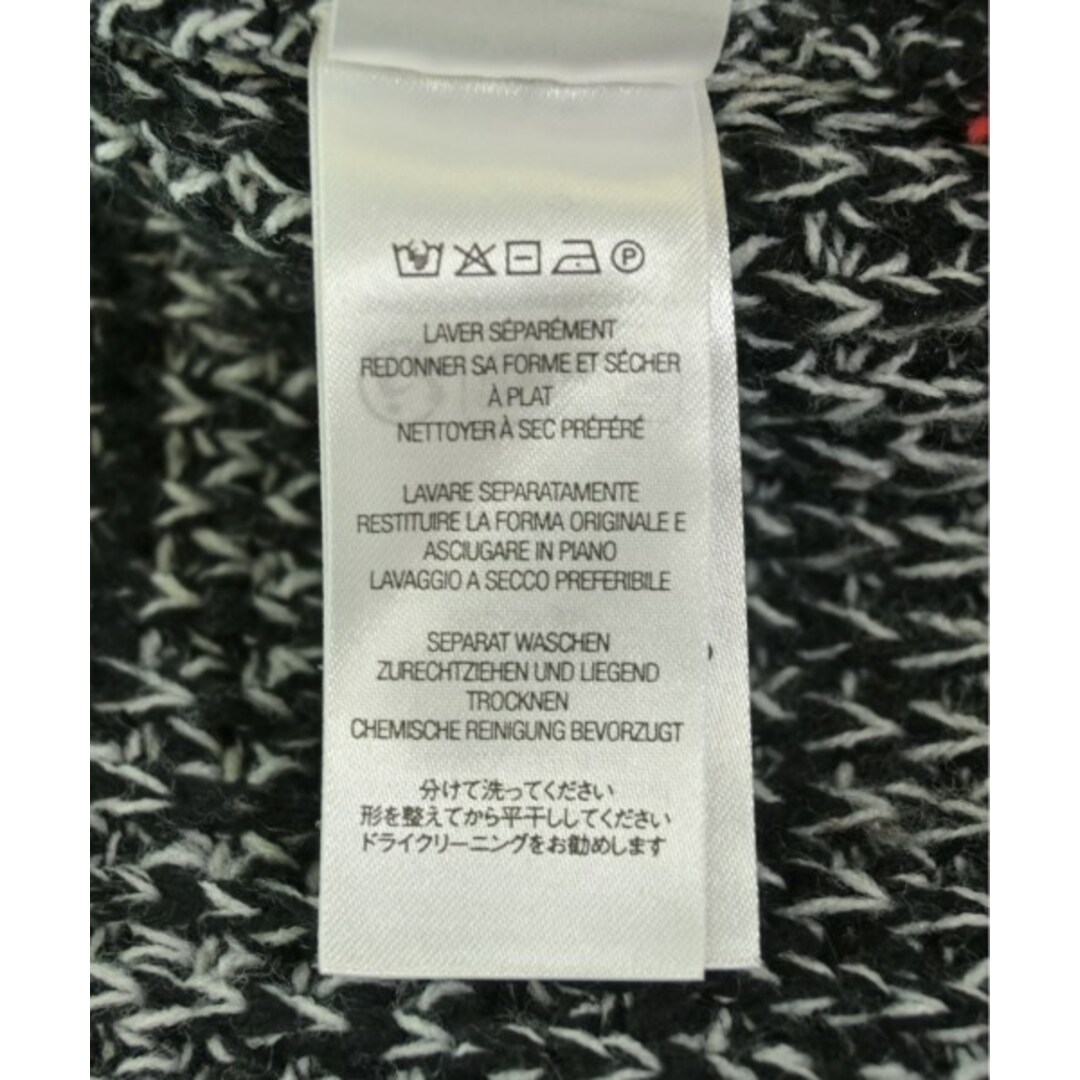 P
LAVER SÉPARÉMENT
REDONNER SA FORME ET SÉCHER
À PLAT
NETTOYER À SEC PRÉFÉRÉ
LAVARE SEPARATAMENTE
RESTITUIRE LA FORMA ORIGINALE E
ASCIUGARE IN PIANO
LAVAGGIO A SECCO PREFERIBILE
SEPARAT WASCHEN
ZURECHTZIEHEN UND LIEGEND
TROCKNEN
CHEMISCHE REINIGUNG BEVORZUGT
分けて洗ってください
形を整えてから平干ししてください
ドライクリーニングをお勧めします